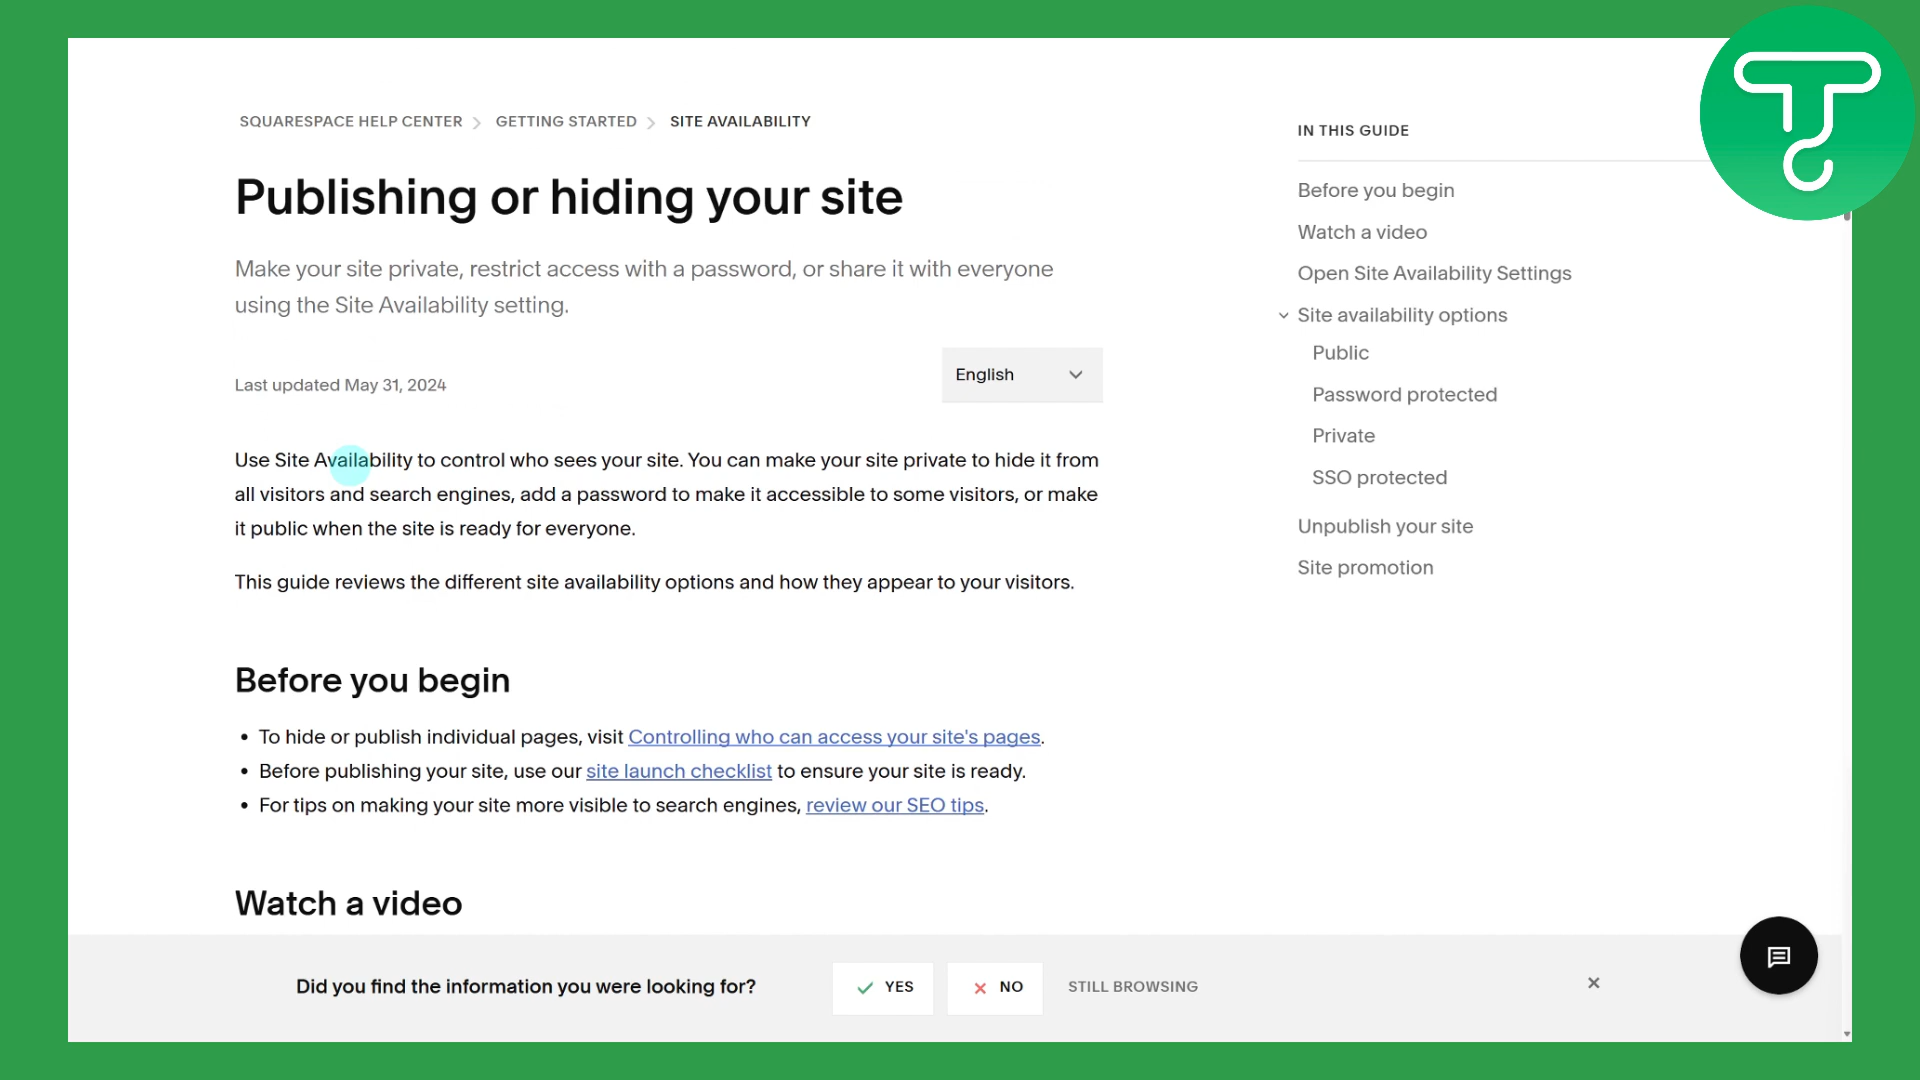 SQUARESPACE HELP CENTER > GETTING STARTED > SITE AVAILABILITY
Publishing or hiding your site
Make your site private, restrict access with a password, or share it with everyone
using the Site Availability setting.
Last updated May 31, 2024
English
Use Site Availability to control who sees your site. You can make your site private to hide it from
all visitors and search engines, add a password to make it accessible to some visitors, or make
it public when the site is ready for everyone.
This guide reviews the different site availability options and how they appear to your visitors.
Before you begin
• To hide or publish individual pages, visit Controlling who can access your site's pages.
• Before publishing your site, use our site launch checklist to ensure your site is ready.
• For tips on making your site more visible to search engines, review our SEO tips.
Watch a video
IN THIS GUIDE
Before you begin
Watch a video
Open Site Availability Settings
Site availability options
Public
Password protected
Private
SSO protected
Unpublish your site
Site promotion
Did you find the information you were looking for?
YES
NO
STILL BROWSING